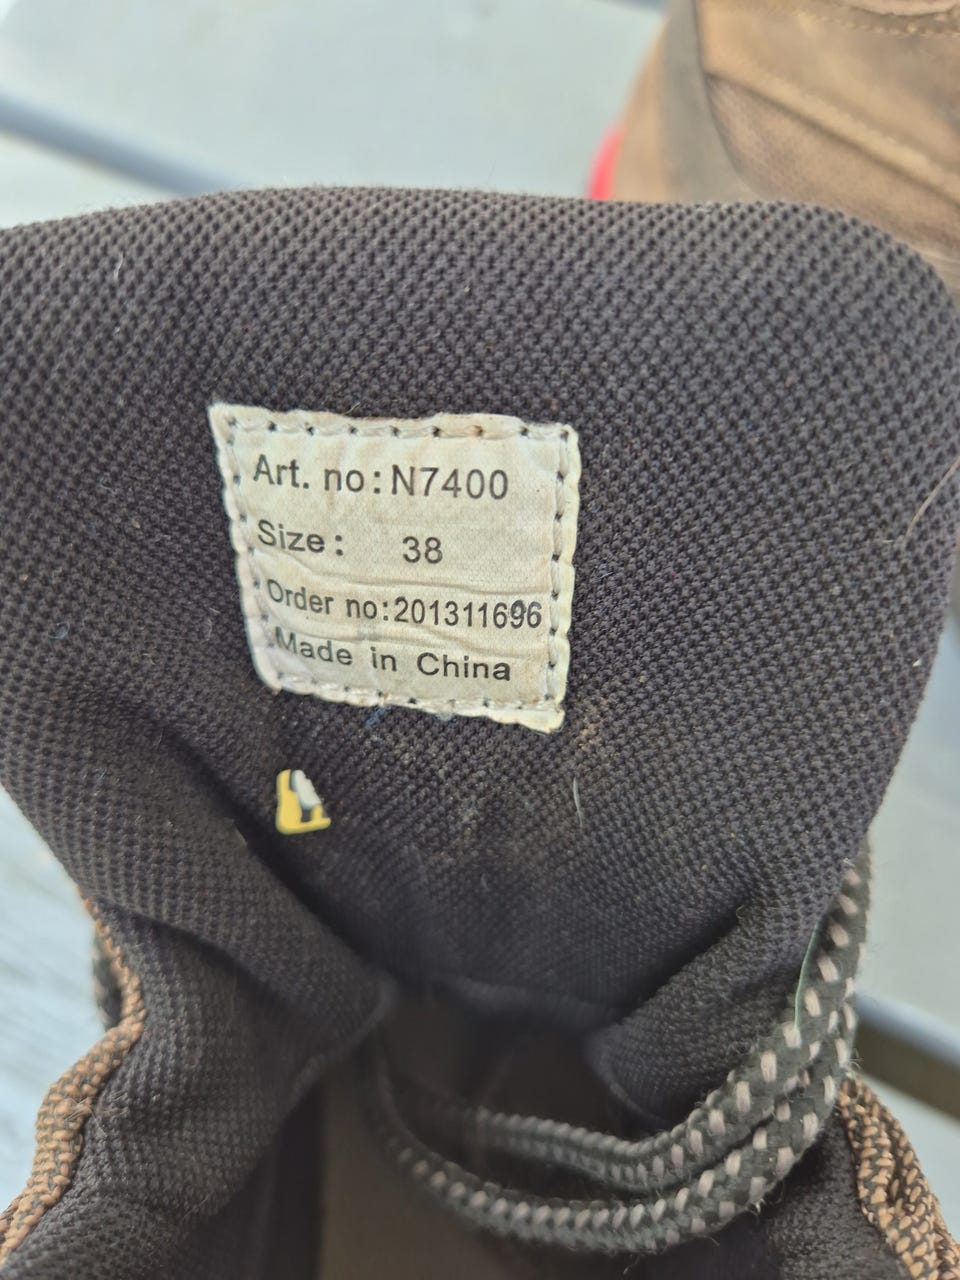 Art. no:N7400
Size: 38
Order no:201311696
Made in China